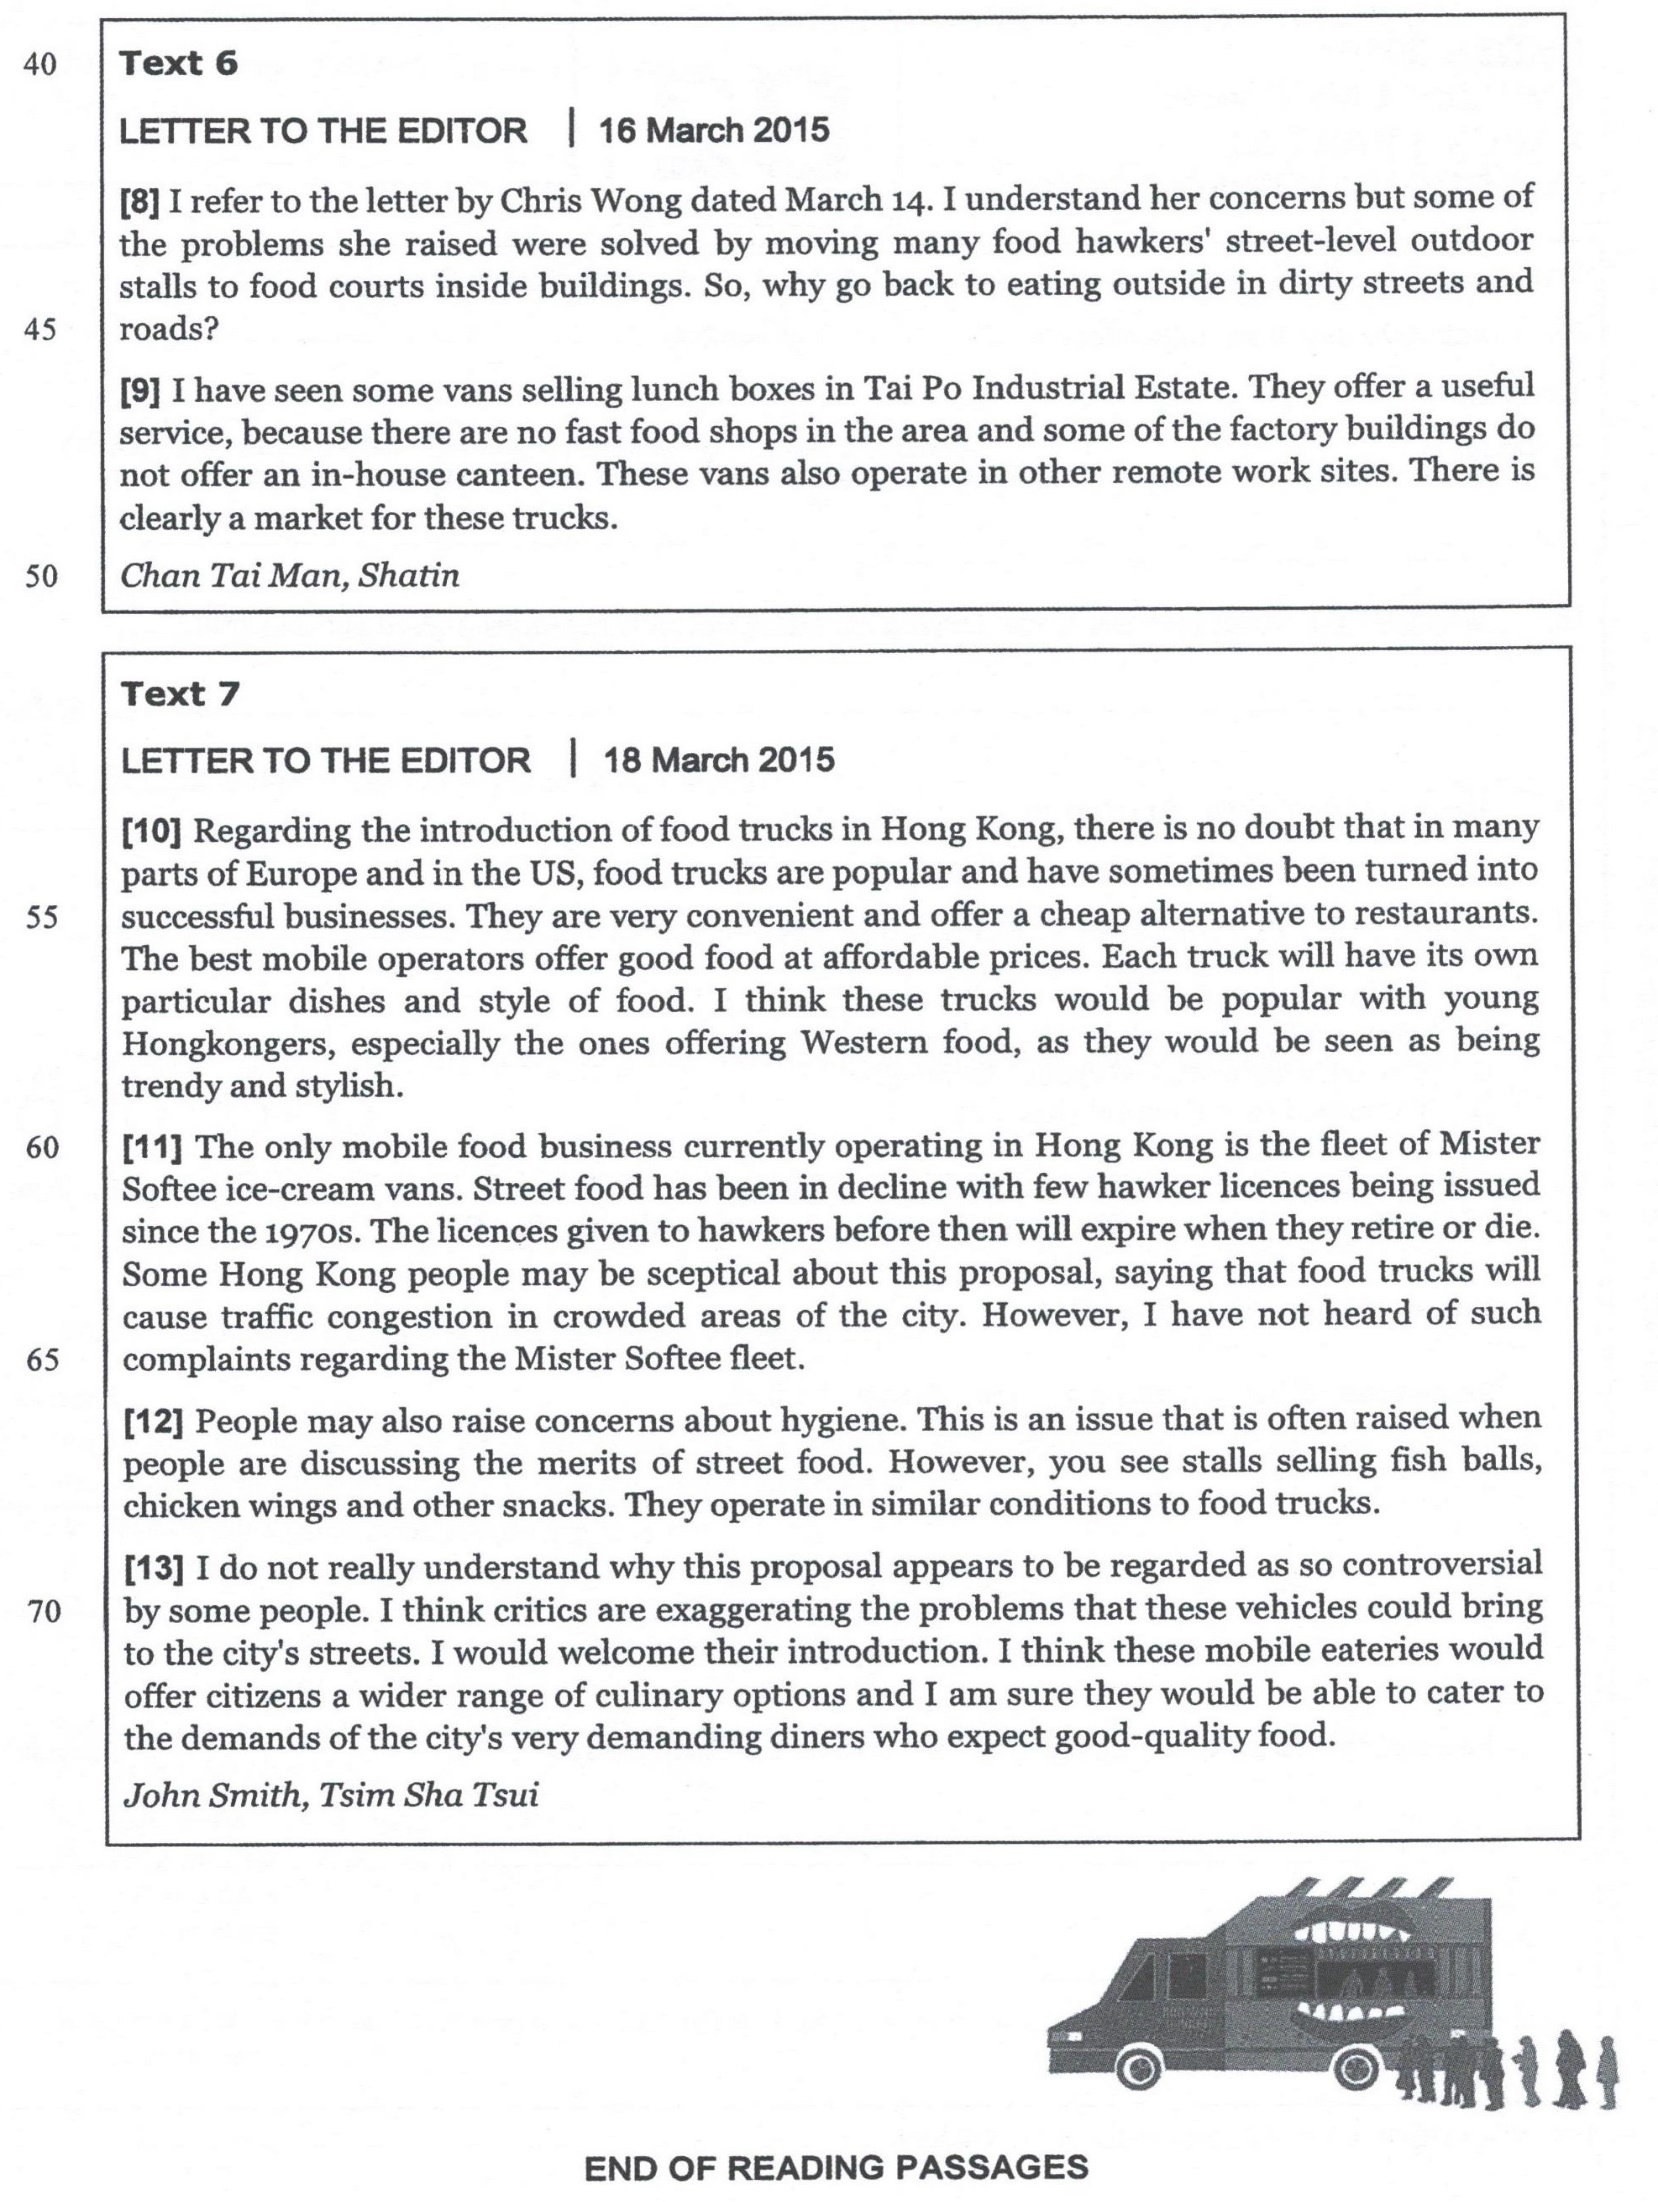 40 Text 6
LETTER TO THE EDITOR | 16 March 2015
[8] I refer to the letter by Chris Wong dated March 14. I understand her concerns but some of
the problems she raised were solved by moving many food hawkers' street-level outdoor
stalls to food courts inside buildings. So, why go back to eating outside in dirty streets and
45 roads?
[9] I have seen some vans selling lunch boxes in Tai Po Industrial Estate. They offer a useful
service, because there are no fast food shops in the area and some of the factory buildings do
not offer an in-house canteen. These vans also operate in other remote work sites. There is
clearly a market for these trucks.
50 Chan Tai Man, Shatin
Text 7
LETTER TO THE EDITOR | 18 March 2015
[10] Regarding the introduction of food trucks in Hong Kong, there is no doubt that in many
parts of Europe and in the US, food trucks are popular and have sometimes been turned into
55 successful businesses. They are very convenient and offer a cheap alternative to restaurants.
The best mobile operators offer good food at affordable prices. Each truck will have its own
particular dishes and style of food. I think these trucks would be popular with young
Hongkongers, especially the ones offering Western food, as they would be seen as being
trendy and stylish.
60 [11] The only mobile food business currently operating in Hong Kong is the fleet of Mister
Softee ice-cream vans. Street food has been in decline with few hawker licences being issued
since the 1970s. The licences given to hawkers before then will expire when they retire or die.
Some Hong Kong people may be sceptical about this proposal, saying that food trucks will
cause traffic congestion in crowded areas of the city. However, I have not heard of such
65 complaints regarding the Mister Softee fleet.
[12] People may also raise concerns about hygiene. This is an issue that is often raised when
people are discussing the merits of street food. However, you see stalls selling fish balls,
chicken wings and other snacks. They operate in similar conditions to food trucks.
[13] I do not really understand why this proposal appears to be regarded as so controversial
70 by some people. I think critics are exaggerating the problems that these vehicles could bring
to the city's streets. I would welcome their introduction. I think these mobile eateries would
offer citizens a wider range of culinary options and I am sure they would be able to cater to
the demands of the city's very demanding diners who expect good-quality food.
John Smith, Tsim Sha Tsui
END OF READING PASSAGES